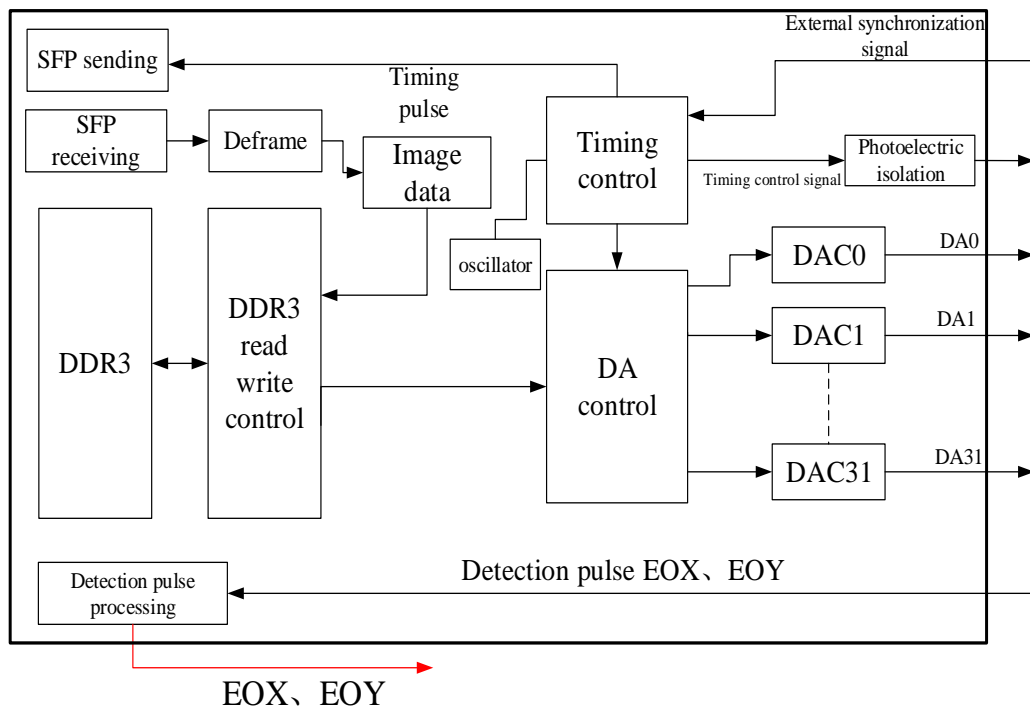 External synchronization
signal
SFP sending
Timing
pulse
SFP
receiving
Deframe
Image
data
Timing
control
Timing control signal
Photoelectric
isolation
oscillator
DDR3
DDR3
read
write
control
DA
control
DAC0
DA0
DAC1
DA1
DAC31
DA31
Detection pulse
processing
Detection pulse EOX、EOY
EOX、EOY